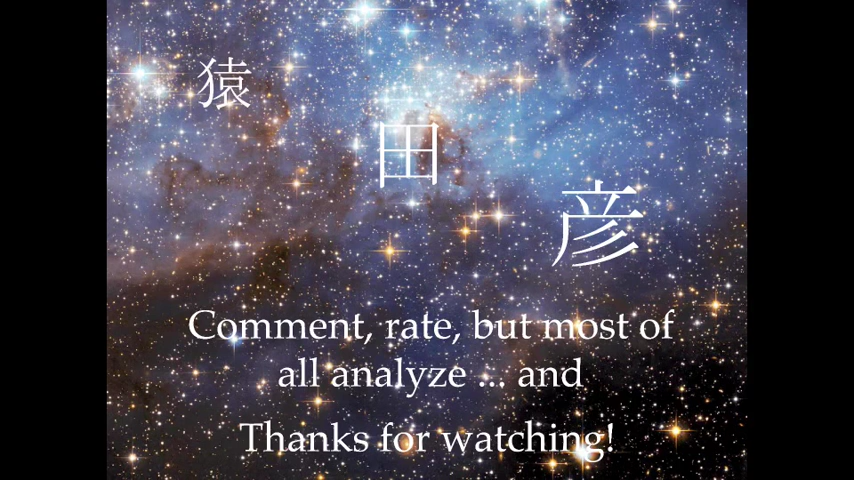 猿
田
彦
Comment, rate, but most of
all analyze ... and
Thanks for watching!